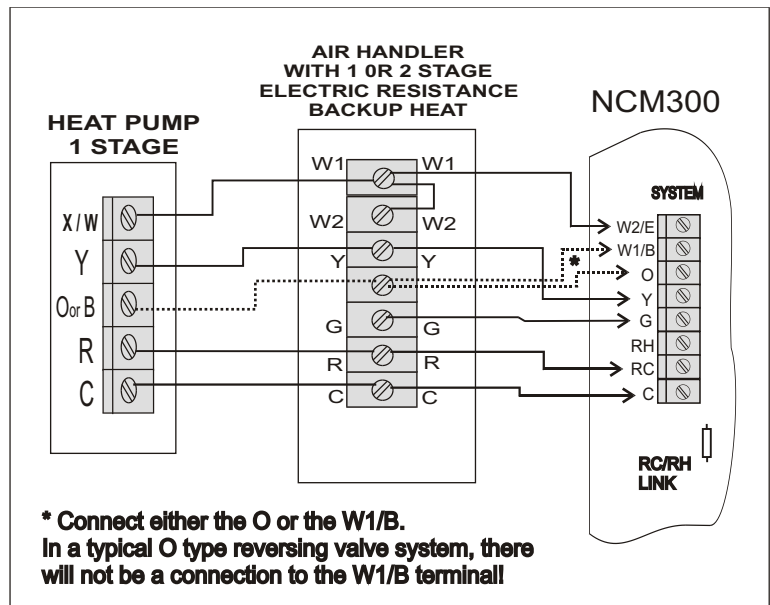 AIR HANDLER
WITH 1 0R 2 STAGE
ELECTRIC RESISTANCE
BACKUP HEAT
NCM300
HEAT PUMP
1 STAGE
SYSTEM
X / W
Y
O or B
R
C
W1
W1
W2
W2
Y
Y
G
G
R
R
C
C
W2/E
W1/B
*
O
Y
G
RH
RC
C
RC/RH
LINK
* Connect either the O or the W1/B.
In a typical O type reversing valve system, there
will not be a connection to the W1/B terminal!